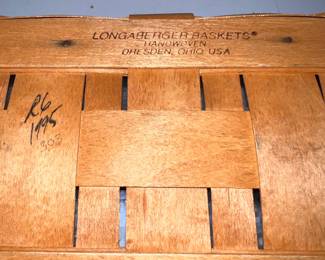 LONGABERGER BASKETS®
HANDWOVEN
DRESDEN, OHIO, USA
RG
1995
303